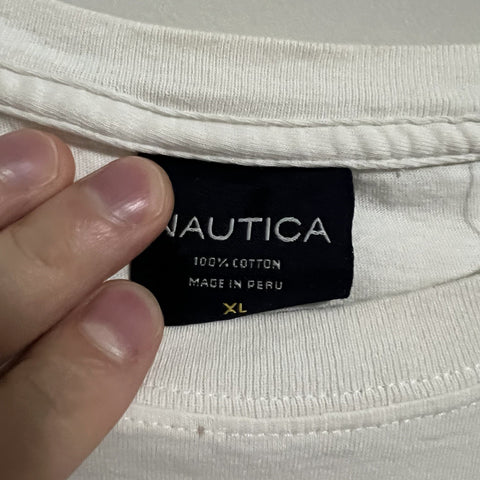 NAUTICA
100% COTTON
MADE IN PERU
XL